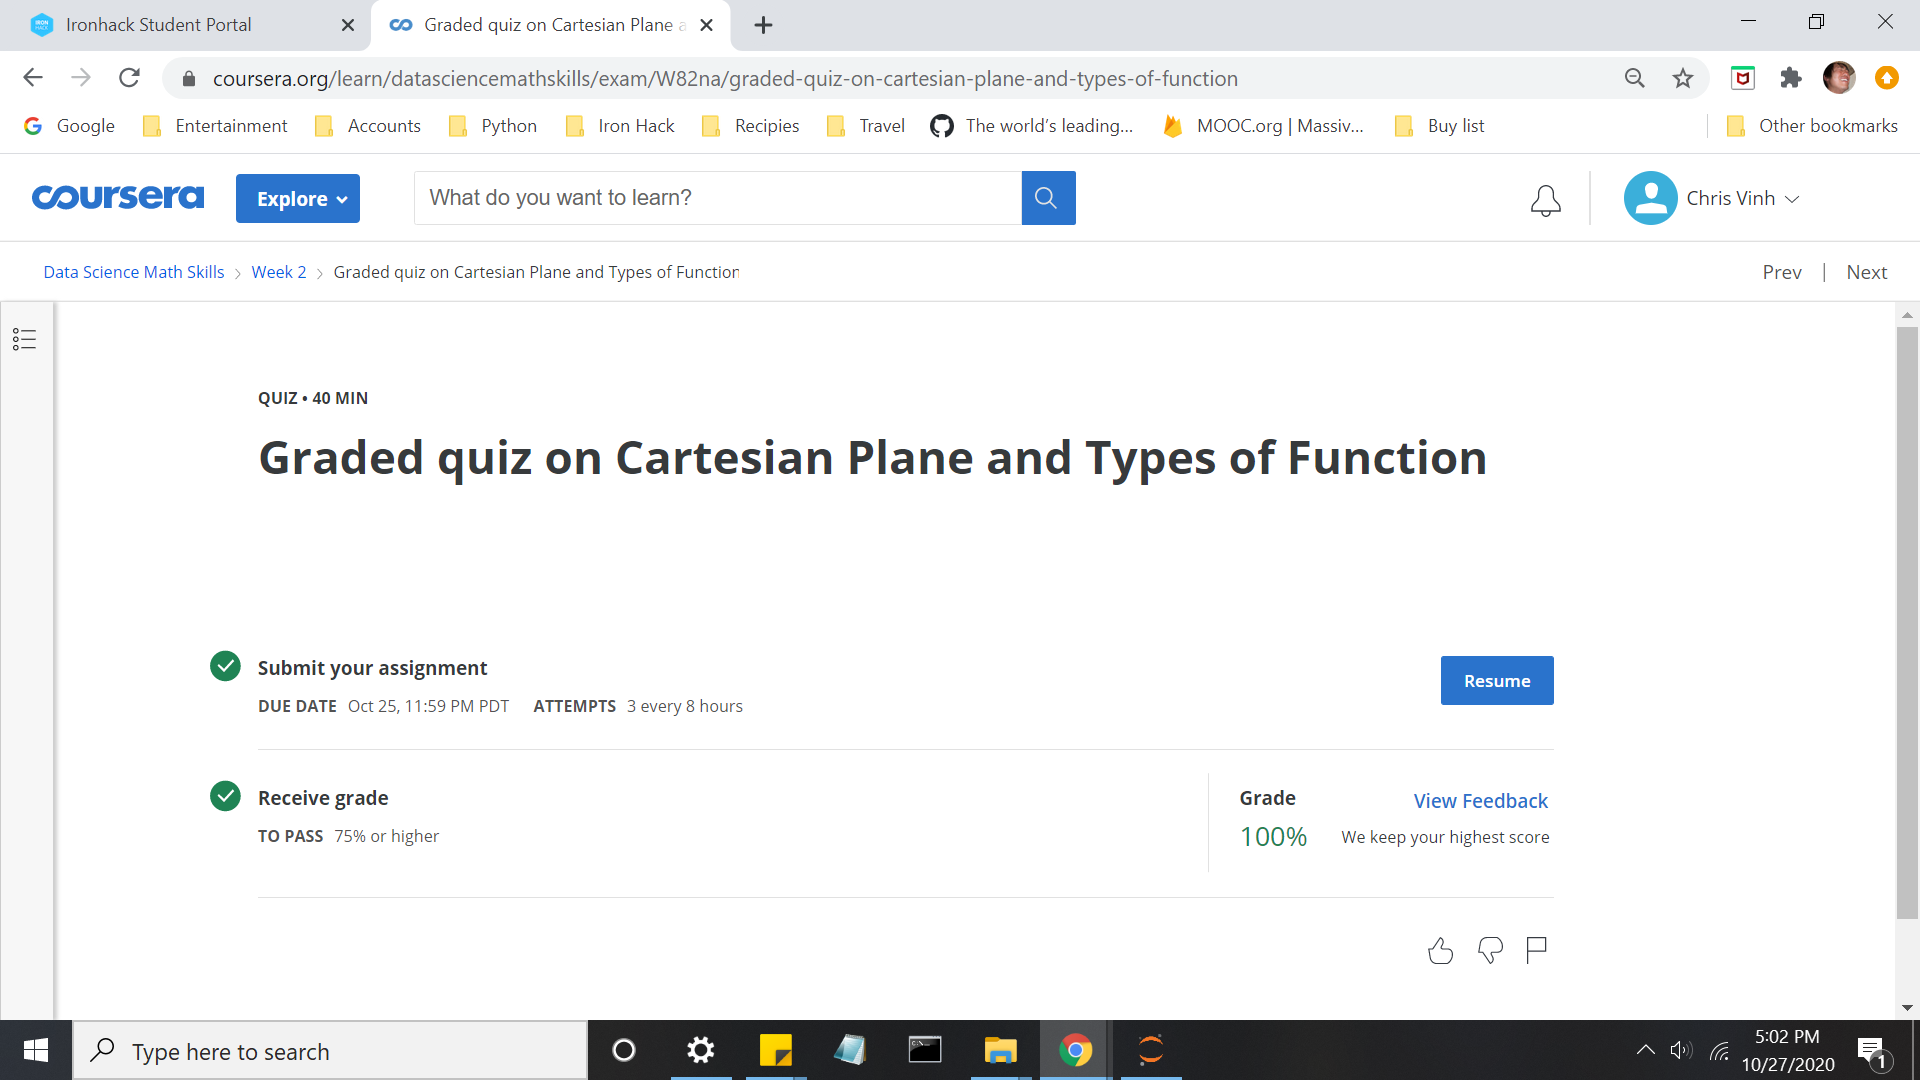 Ironhack Student Portal
Graded quiz on Cartesian Plane a
coursera.org/learn/datasciencemathskills/exam/W82na/graded-quiz-on-cartesian-plane-and-types-of-function
Google Entertainment Accounts Python Iron Hack Recipies Travel The world's leading... MOOC.org | Massiv... Buy list Other bookmarks
coursera Explore What do you want to learn? Chris Vinh
Data Science Math Skills > Week 2 > Graded quiz on Cartesian Plane and Types of Function Prev | Next
QUIZ • 40 MIN
Graded quiz on Cartesian Plane and Types of Function
Submit your assignment
Resume
DUE DATE Oct 25, 11:59 PM PDT ATTEMPTS 3 every 8 hours
Receive grade
Grade View Feedback
TO PASS 75% or higher
100% We keep your highest score
Type here to search
5:02 PM
10/27/2020
1